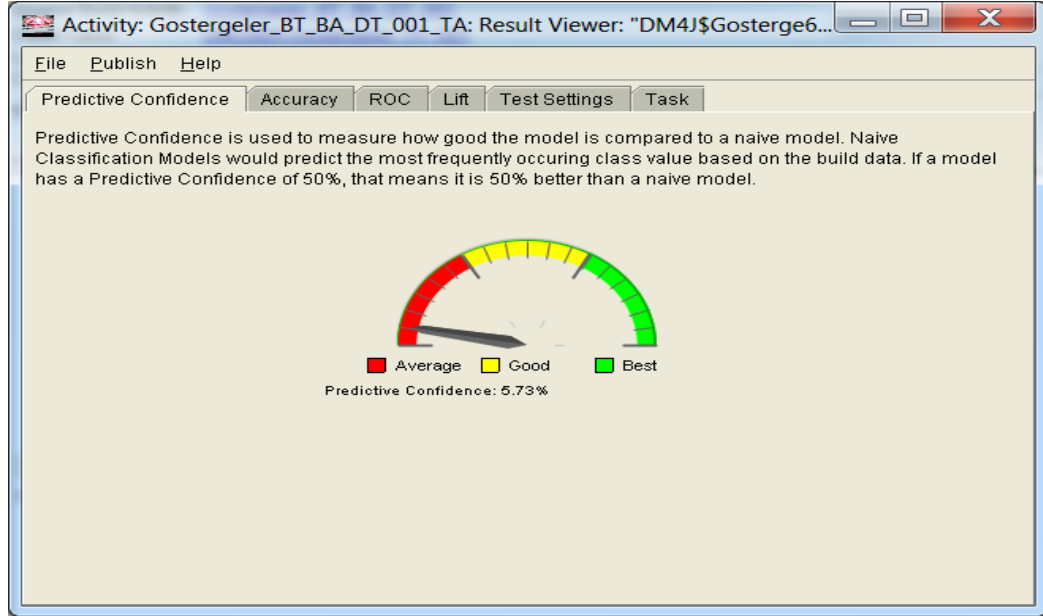 Activity: Gostergeler_BT_BA_DT_001_TA: Result Viewer: "DM4J$Gosterge6...
File Publish Help
Predictive Confidence Accuracy ROC Lift Test Settings Task
Predictive Confidence is used to measure how good the model is compared to a naive model. Naive
Classification Models would predict the most frequently occuring class value based on the build data. If a model
has a Predictive Confidence of 50%, that means it is 50% better than a naive model.
Average Good Best
Predictive Confidence: 5.73%